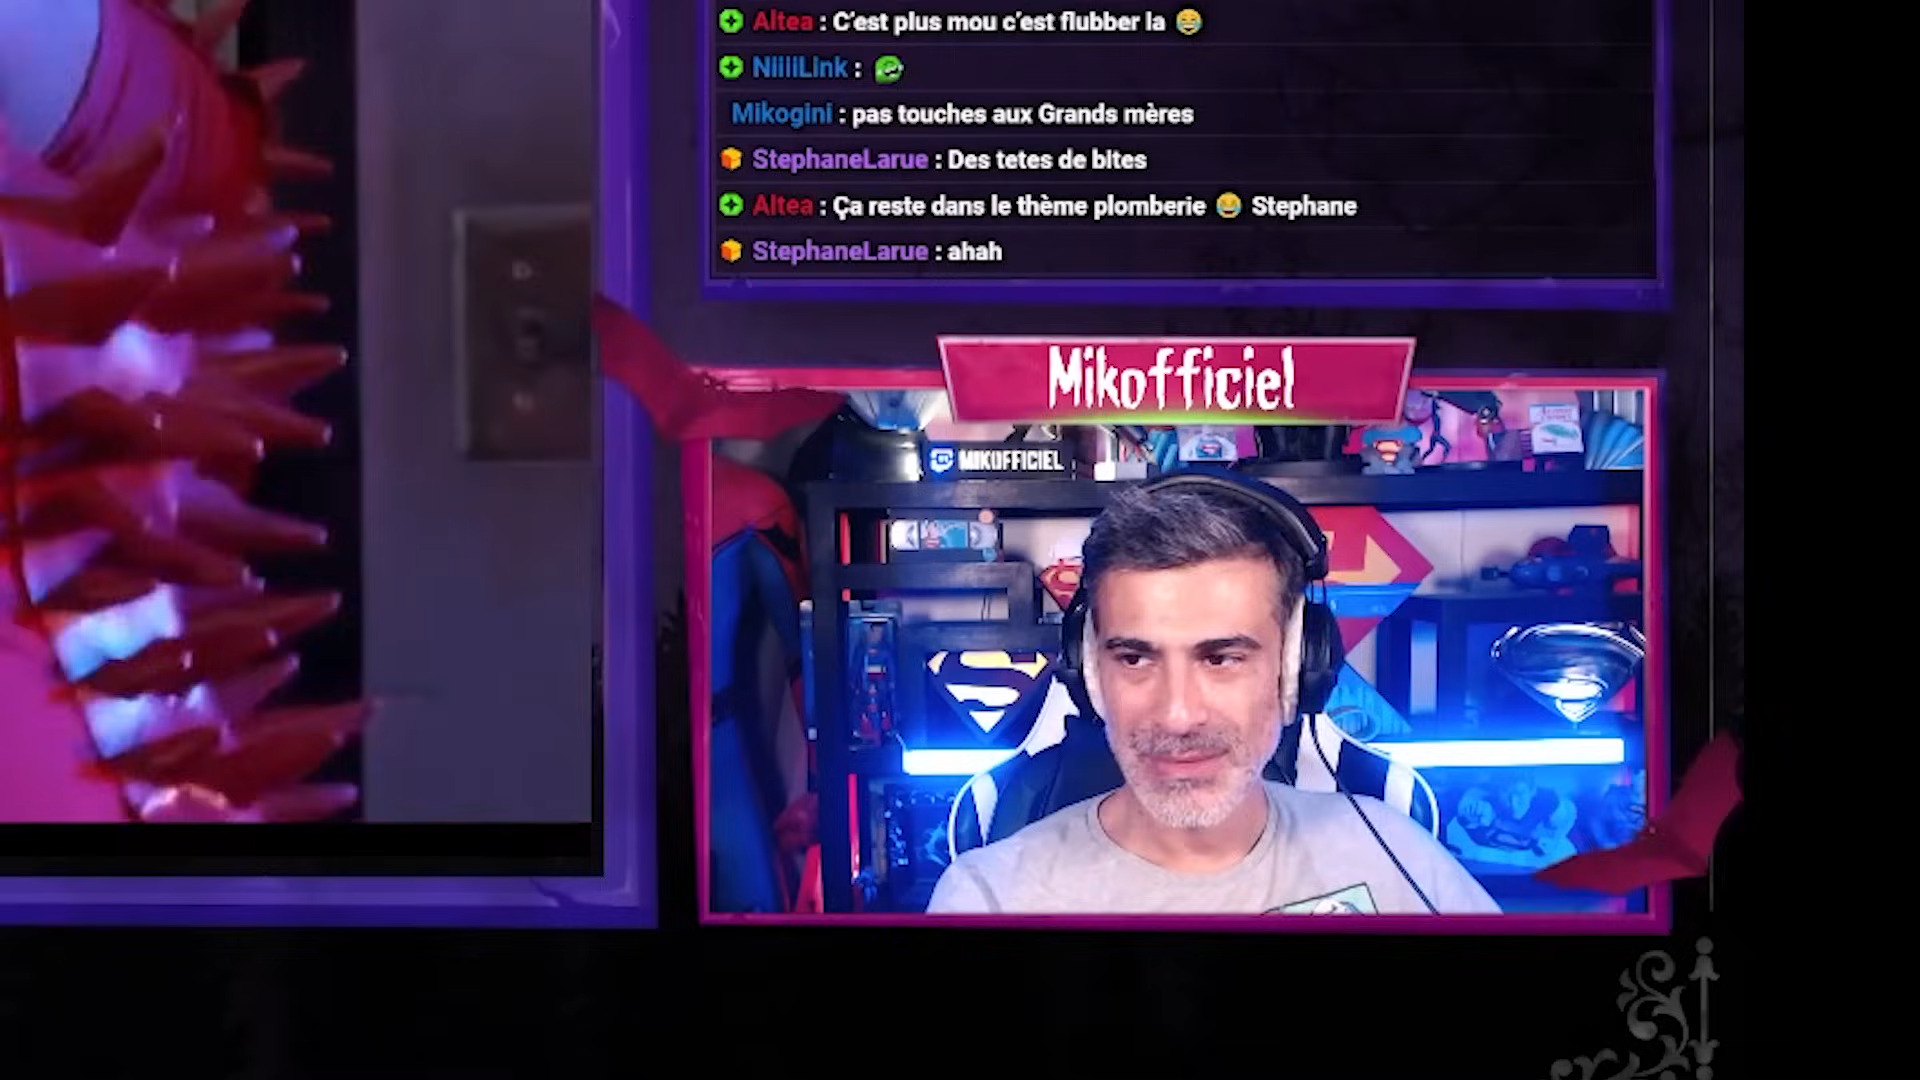 Altea : C'est plus mou c'est flubber la 😂
NiiliLink :
Mikogini : pas touches aux Grands mères
StephaneLarue : Des tetes de bites
Altea : Ça reste dans le thème plomberie 😂 Stephane
StephaneLarue : ahah
Mikofficiel
MIKOFFICIEL